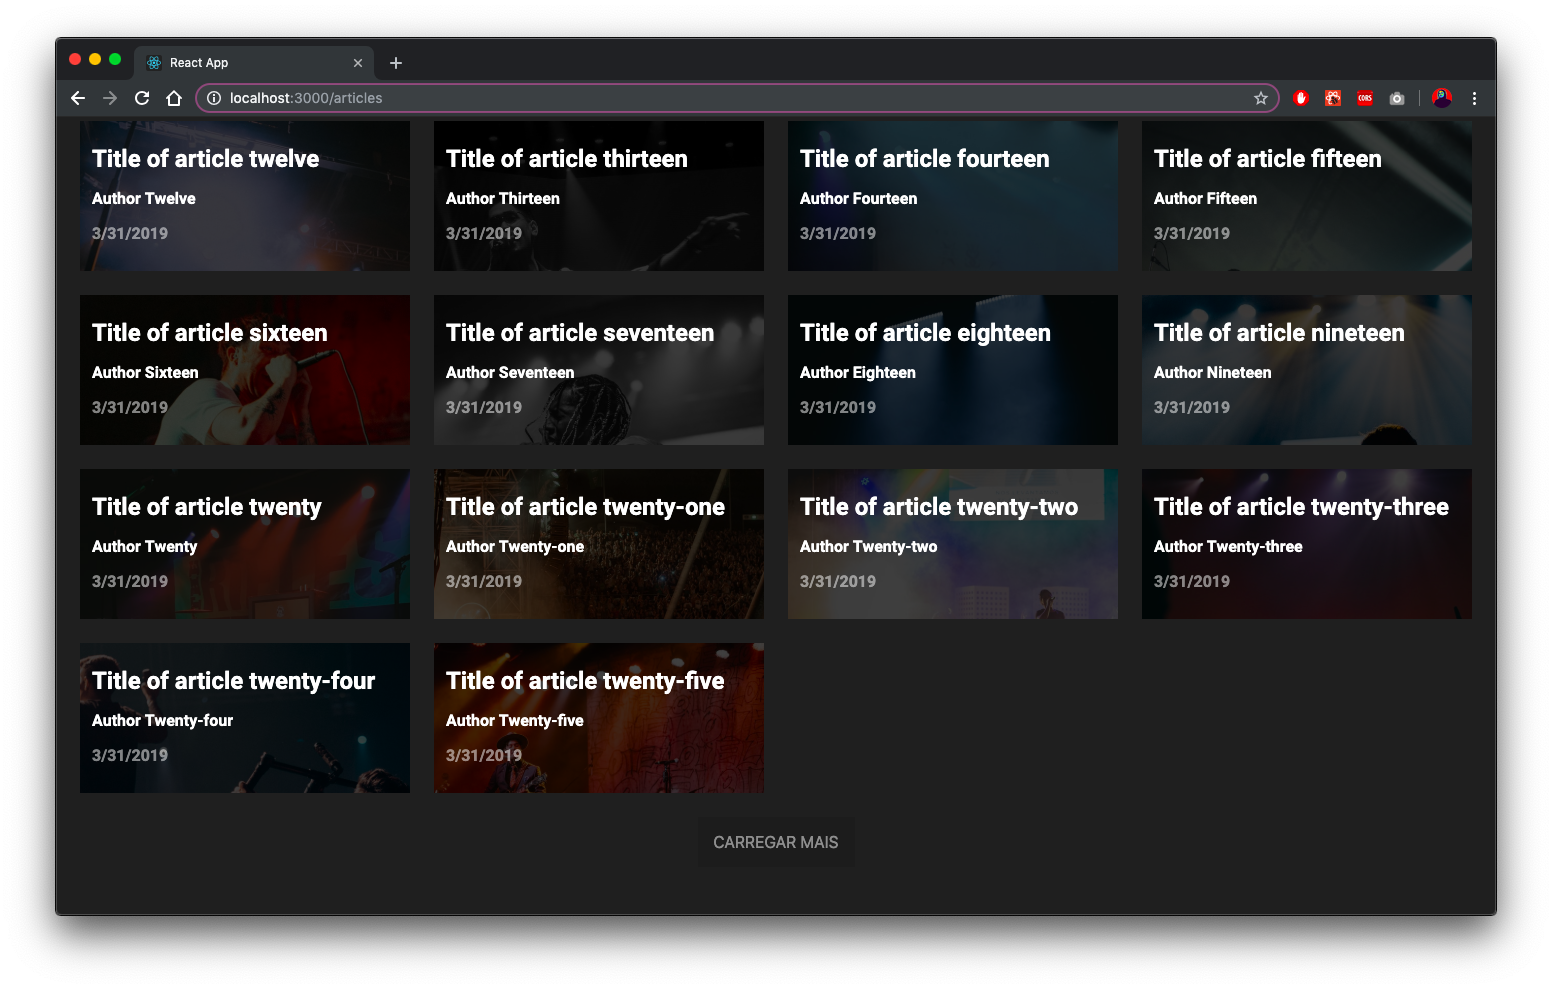 React App
localhost:3000/articles
CORS
Title of article twelve
Author Twelve
3/31/2019
Title of article thirteen
Author Thirteen
3/31/2019
Title of article fourteen
Author Fourteen
3/31/2019
Title of article fifteen
Author Fifteen
3/31/2019
Title of article sixteen
Author Sixteen
3/31/2019
Title of article seventeen
Author Seventeen
3/31/2019
Title of article eighteen
Author Eighteen
3/31/2019
Title of article nineteen
Author Nineteen
3/31/2019
Title of article twenty
Author Twenty
3/31/2019
Title of article twenty-one
Author Twenty-one
3/31/2019
Title of article twenty-two
Author Twenty-two
3/31/2019
Title of article twenty-three
Author Twenty-three
3/31/2019
Title of article twenty-four
Author Twenty-four
3/31/2019
Title of article twenty-five
Author Twenty-five
3/31/2019
CARREGAR MAIS